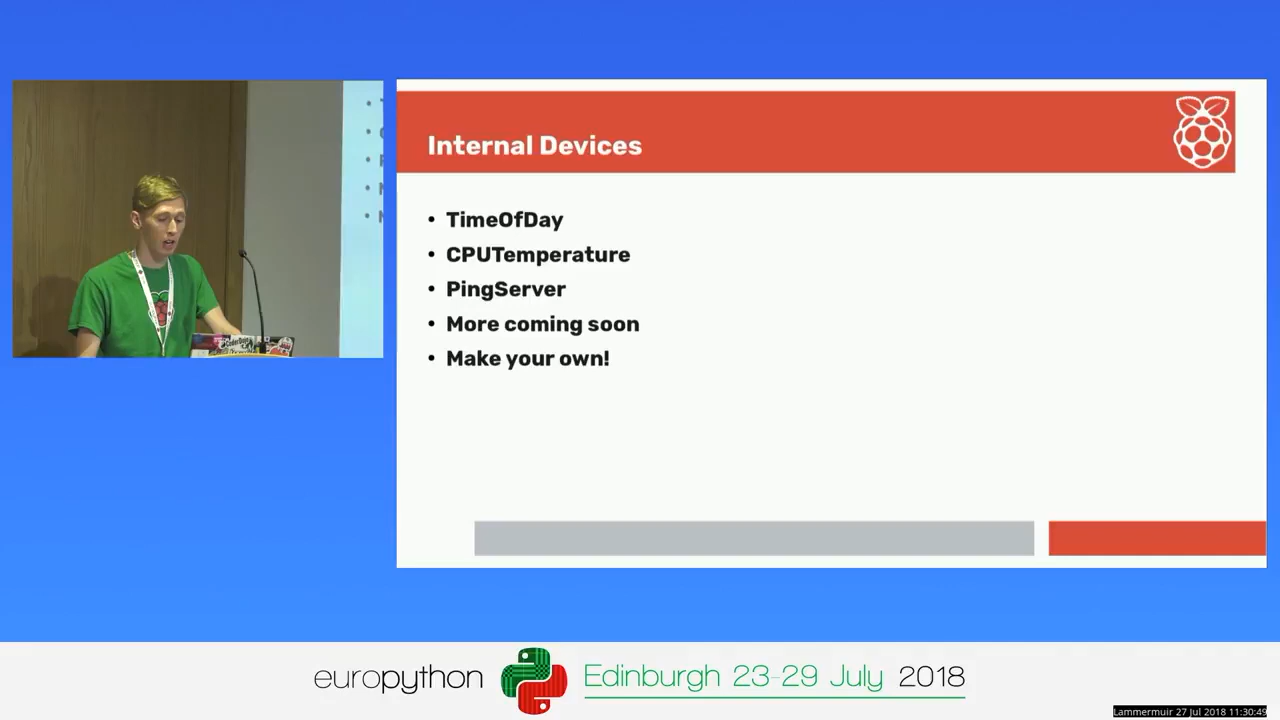 Internal Devices
• TimeOfDay
• CPUTemperature
• PingServer
• More coming soon
• Make your own!
europython Edinburgh 23-29 July 2018
Lammermuir 27 Jul 2018 11:30:49